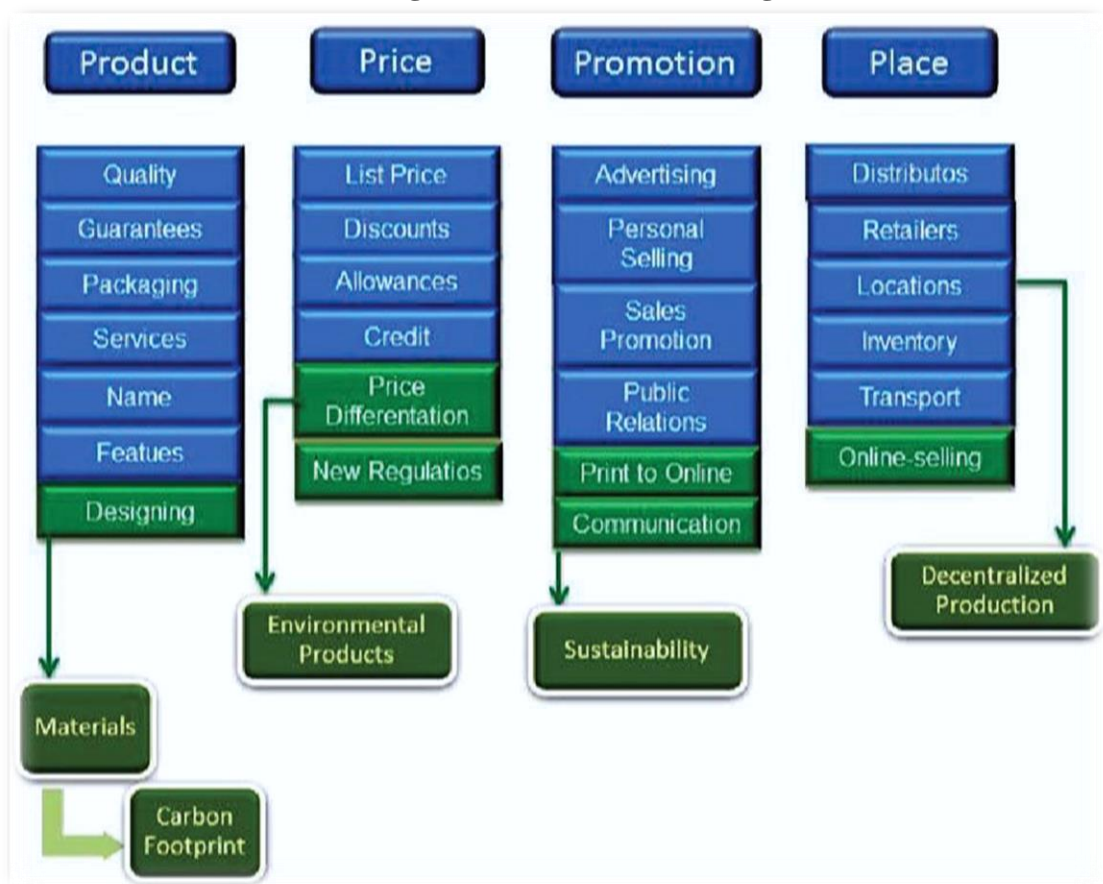 Product
Price
Promotion
Place
Quality
Guarantees
Packaging
Services
Name
Featues
Designing
List Price
Discounts
Allowances
Credit
Price
Differentation
New Regulatios
Advertising
Personal
Selling
Sales
Promotion
Public
Relations
Print to Online
Communication
Distributos
Retailers
Locations
Inventory
Transport
Online-selling
Materials
Carbon
Footprint
Environmental
Products
Sustainability
Decentralized
Production